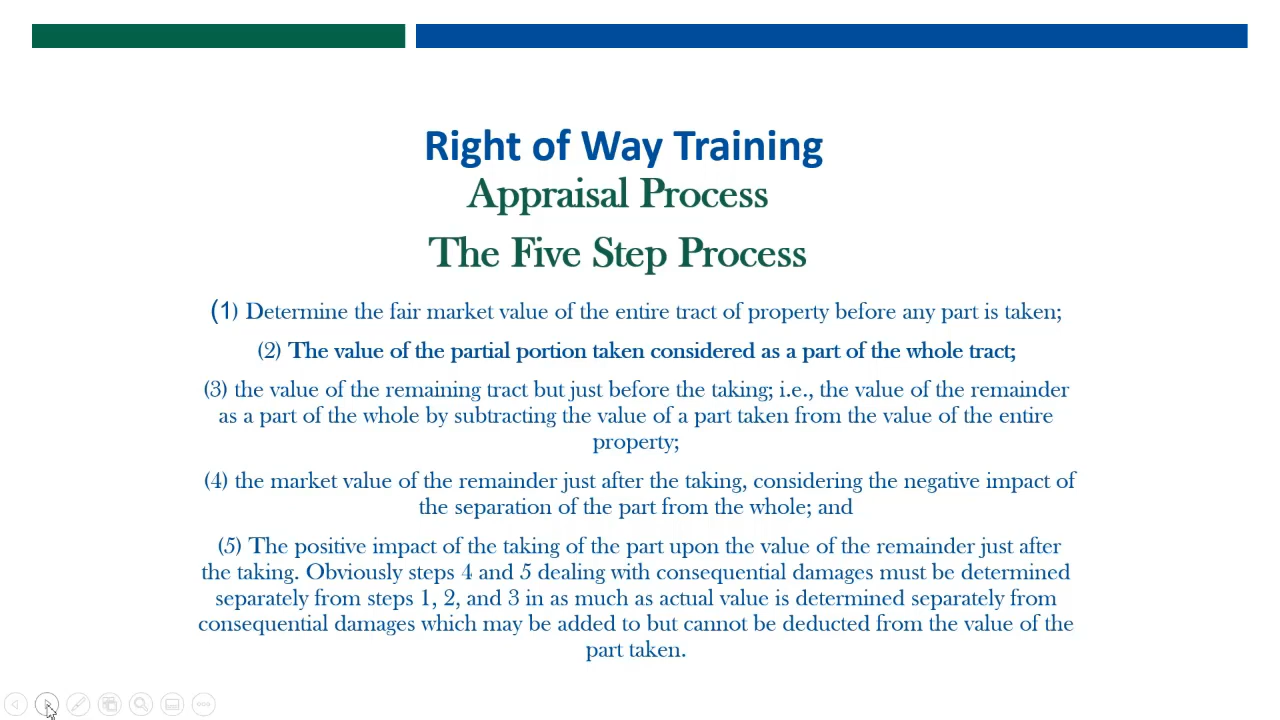 Right of Way Training
Appraisal Process
The Five Step Process
(1) Determine the fair market value of the entire tract of property before any part is taken;
(2) The value of the partial portion taken considered as a part of the whole tract;
(3) the value of the remaining tract but just before the taking; i.e., the value of the remainder
as a part of the whole by subtracting the value of a part taken from the value of the entire
property;
(4) the market value of the remainder just after the taking, considering the negative impact of
the separation of the part from the whole; and
(5) The positive impact of the taking of the part upon the value of the remainder just after
the taking. Obviously steps 4 and 5 dealing with consequential damages must be determined
separately from steps 1, 2, and 3 in as much as actual value is determined separately from
consequential damages which may be added to but cannot be deducted from the value of the
part taken.